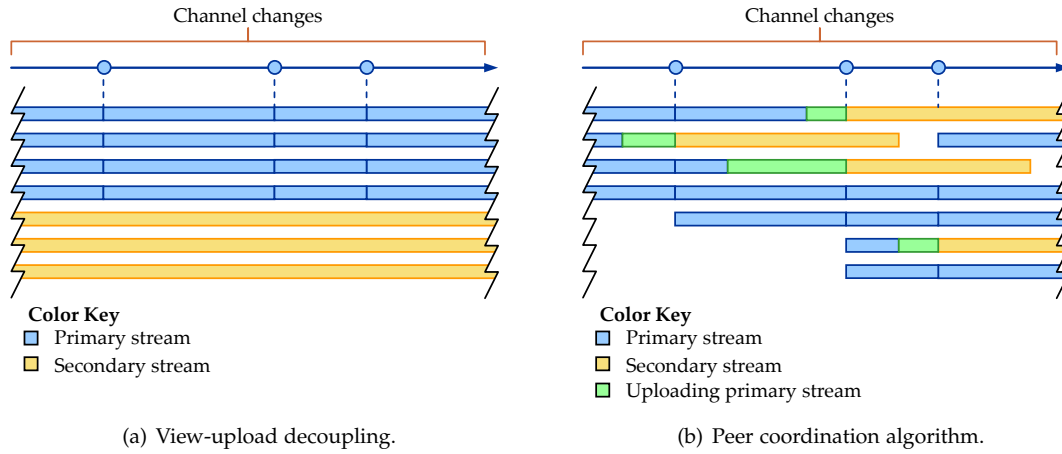 Channel changes
Color Key
Primary stream
Secondary stream
(a) View-upload decoupling.
Channel changes
Color Key
Primary stream
Secondary stream
Uploading primary stream
(b) Peer coordination algorithm.